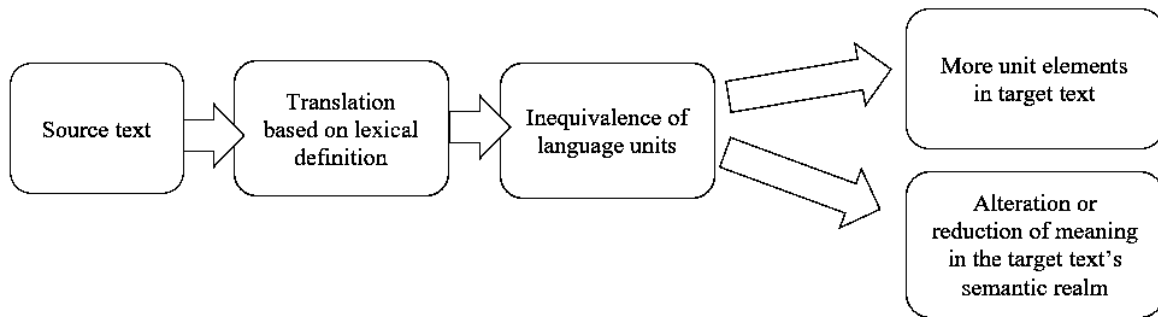 Source text
Translation
based on lexical
definition
Inequivalence of
language units
More unit elements
in target text
Alteration or
reduction of meaning
in the target text’s
semantic realm